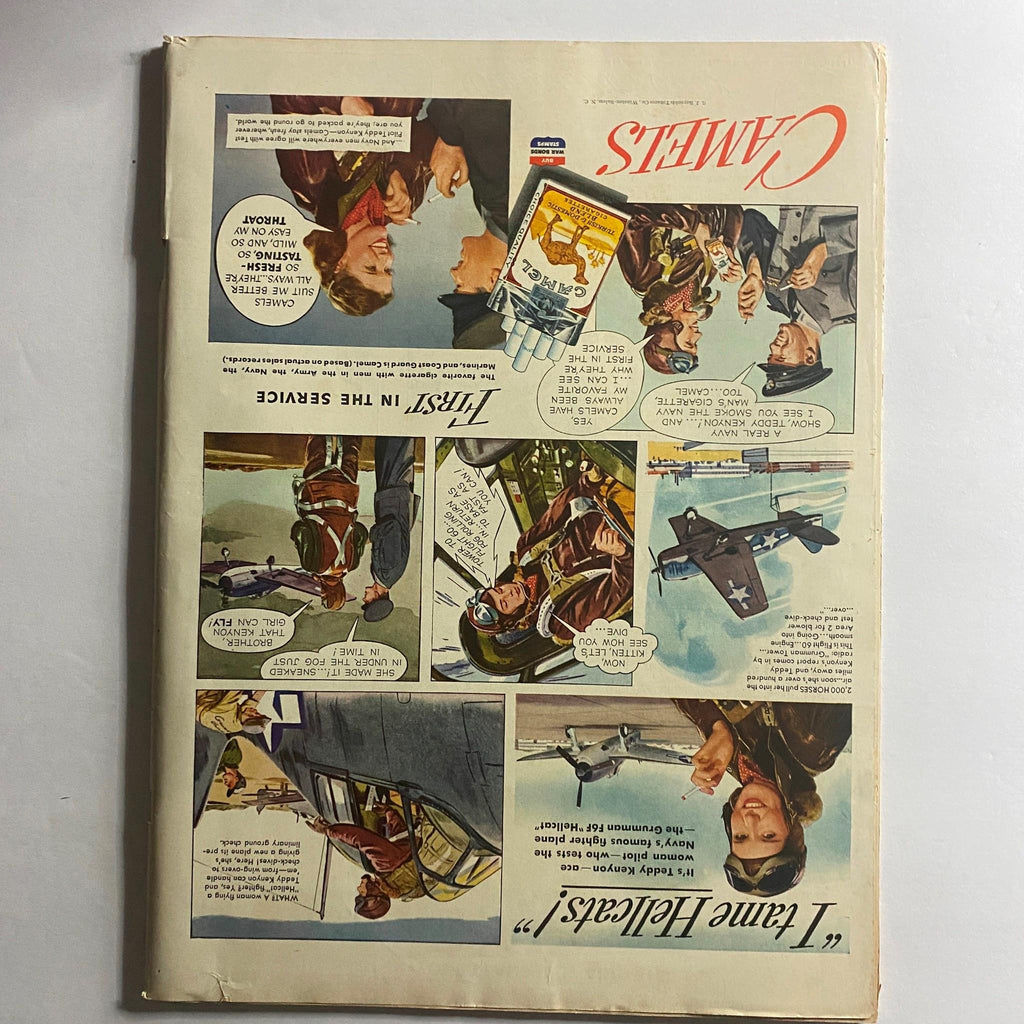 "I tame Hellcats!"
It's Teddy Kenyon—ace
woman pilot—who tests the
Navy's famous fighter plane
—the Grumman F6F "Hellcat"
WHAT! A woman flying a
"Hellcat" fighter? Yes, and
Teddy Kenyon can handle
'em—from wing-overs to
check-dives! Here, she's
giving a new plane its pre-
liminary ground check.
2,000 HORSES pull her into the
air...soon she's over a hundred
miles away, and Teddy
Kenyon's report comes in by
radio: "Grumman Tower...
This is Flight 60...Engine
smooth...Going into
Area 2 for blower
test and check-dive
...over..."
NOW,
KITTEN, LET'S
SEE HOW YOU
DIVE...
TOWER TO
FLIGHT 60...
FOG ROLLING
IN...RETURN
TO BASE AS
FAST AS
YOU CAN!
SHE MADE IT!...SNEAKED
IN UNDER THE FOG JUST
IN TIME!
BROTHER,
THAT KENYON
GIRL CAN FLY!
A REAL NAVY
SHOW, TEDDY KENYON!...AND
I SEE YOU SMOKE THE NAVY
MAN'S CIGARETTE,
TOO...CAMEL
YES,
CAMELS HAVE
ALWAYS BEEN
MY FAVORITE
...I CAN SEE
WHY THEY'RE
FIRST IN THE
SERVICE
FIRST IN THE SERVICE
The favorite cigarette with men in the Army, the Navy, the
Marines, and Coast Guard is Camel. (Based on actual sales records.)
CAMELS
SUIT ME BETTER
ALL WAYS...THEY'RE
SO FRESH-
TASTING, SO
MILD, AND SO
EASY ON MY
THROAT
...And Navy men everywhere will agree with Test
Pilot Teddy Kenyon—Camels stay fresh, wherever
you are; they're packed to go round the world.
CAMEL
TURKISH & DOMESTIC
BLEND
CIGARETTES
CHOICE QUALITY
BUY
WAR BONDS
STAMPS
CAMELS
R. J. Reynolds Tobacco Co., Winston-Salem, N. C.